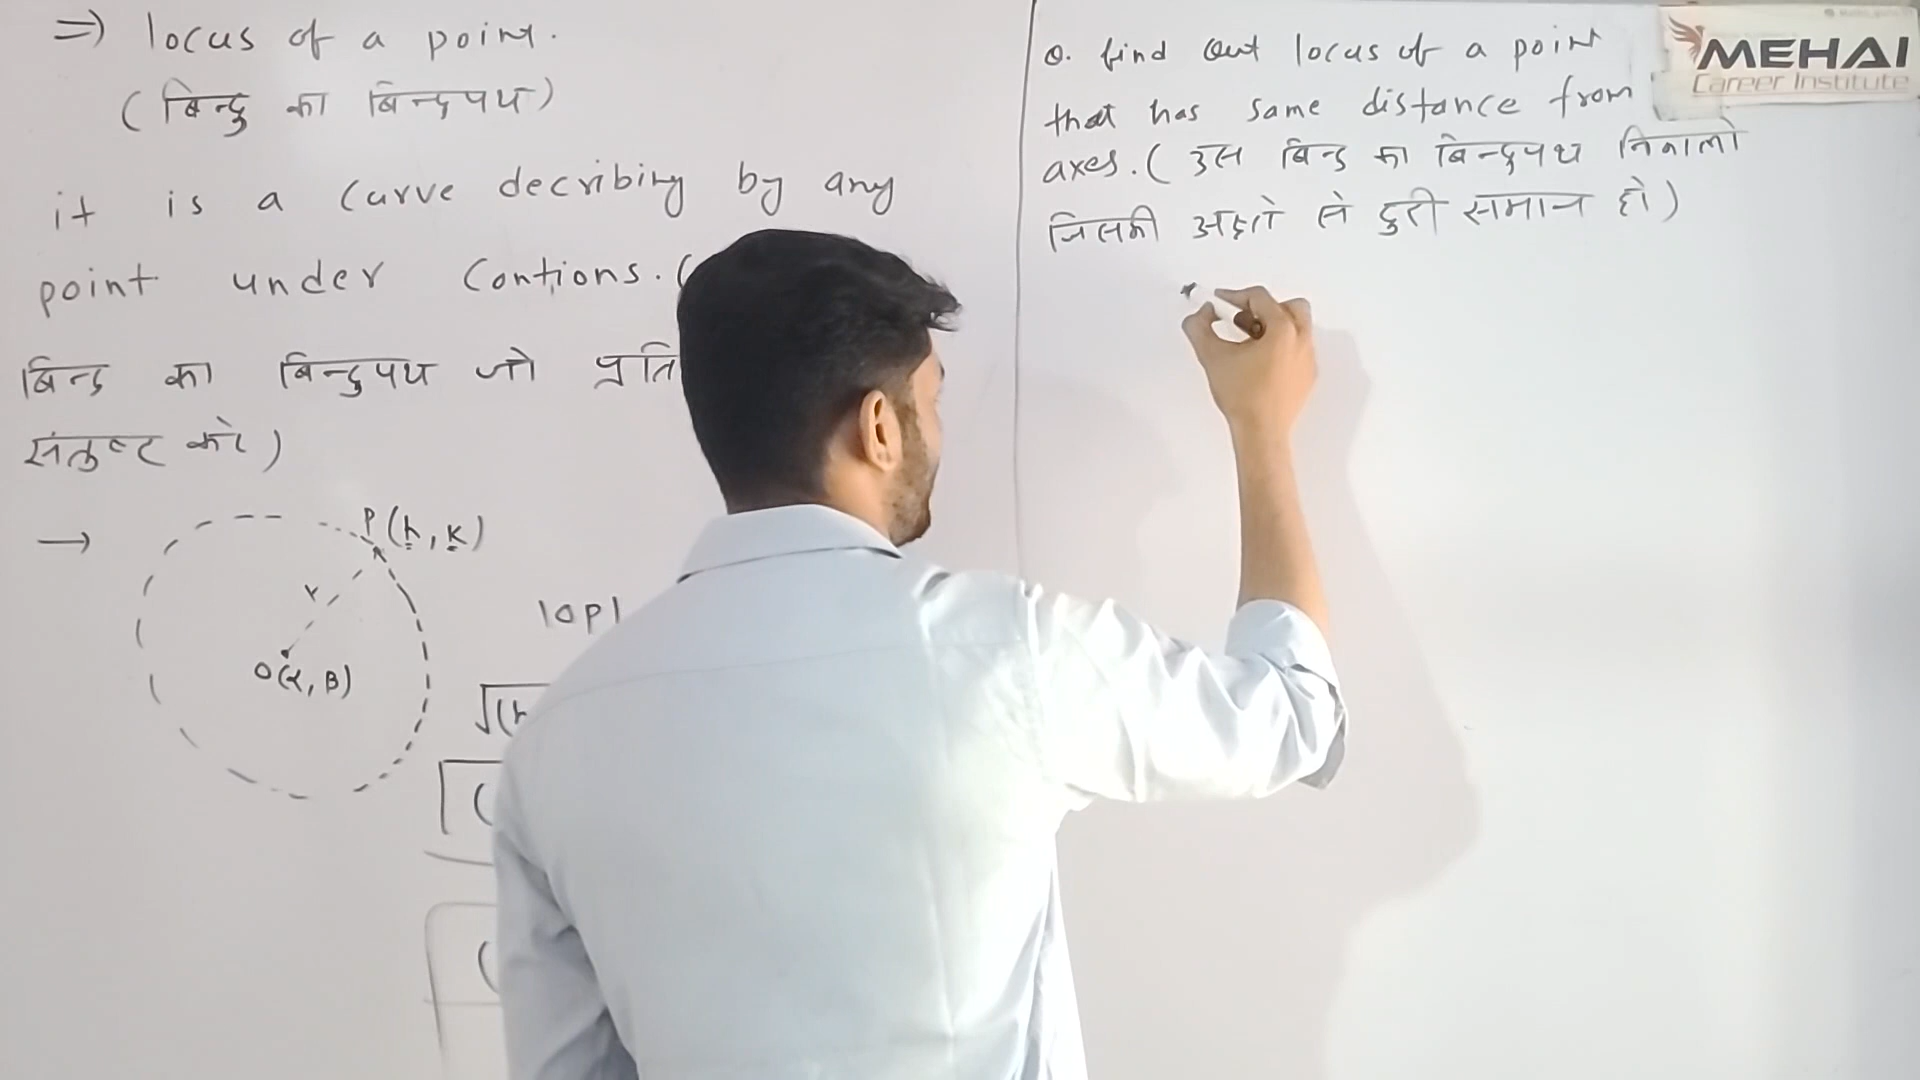 =) locus of a point.
(बिन्दु का बिन्दुपथ)
it is a curve decribing by any
point under Contions. (
बिन्दु का बिन्दुपथ जो प्रति
संतुष्ट करे)
→
P(h, k)
r
O(α, β)
|OP|
√(h
(
(
Q. find out locus of a point
that has same distance from
axes. ( उस बिन्दु का बिन्दुपथ निकालो
जिसकी अक्षो से दुरी समान हो)
MEHAI
Career Institute